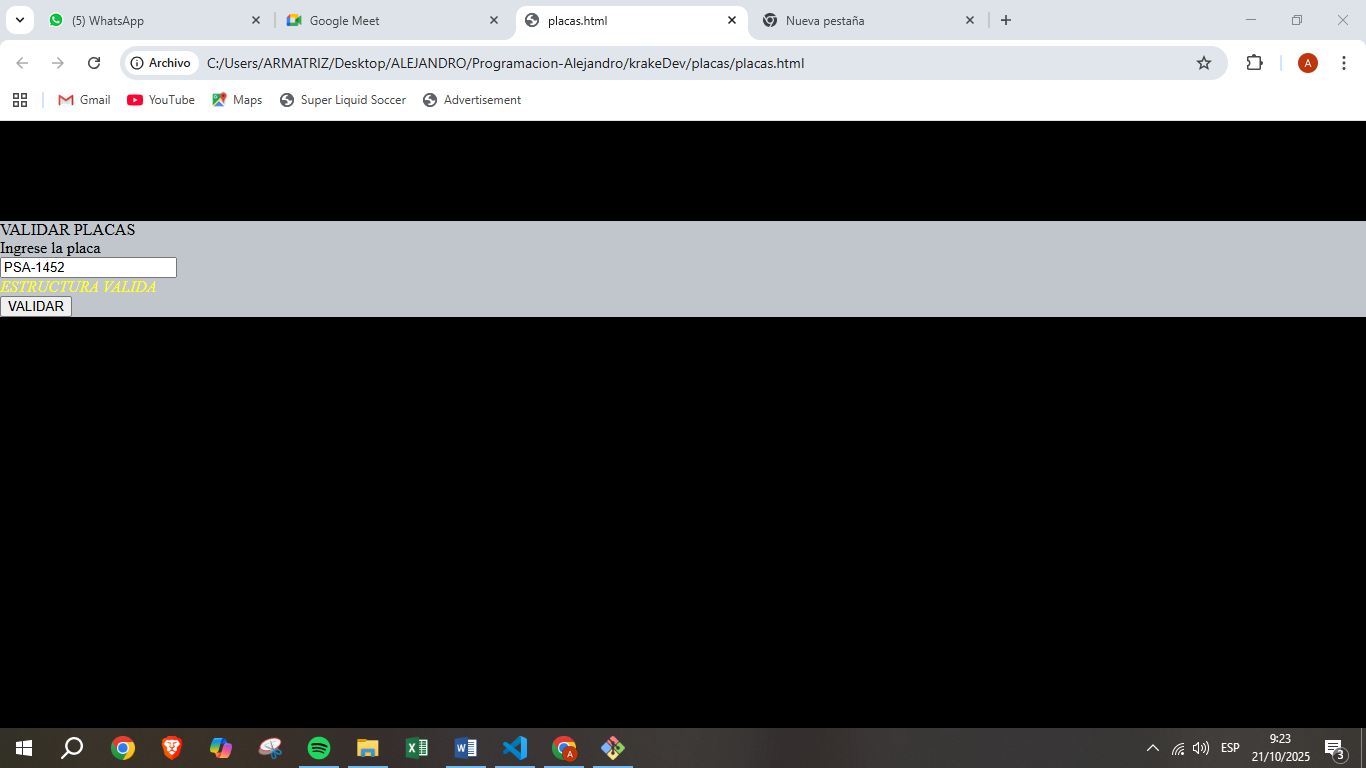 (5) WhatsApp
Google Meet
placas.html
Nueva pestaña
Archivo
C:/Users/ARMATRIZ/Desktop/ALEJANDRO/Programacion-Alejandro/krakeDev/placas/placas.html
A
Gmail
YouTube
Maps
Super Liquid Soccer
Advertisement
VALIDAR PLACAS
Ingrese la placa
PSA-1452
ESTRUCTURA VALIDA
VALIDAR
ESP
9:23
21/10/2025
3